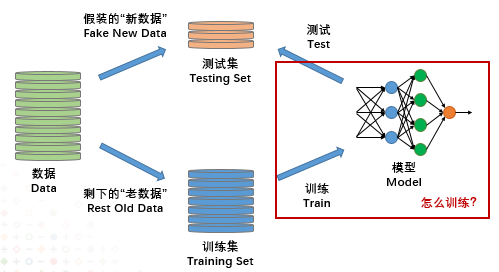 假装的“新数据”
Fake New Data
测试集
Testing Set
测试
Test
数据
Data
模型
Model
剩下的“老数据”
Rest Old Data
训练
Train
怎么训练?
训练集
Training Set